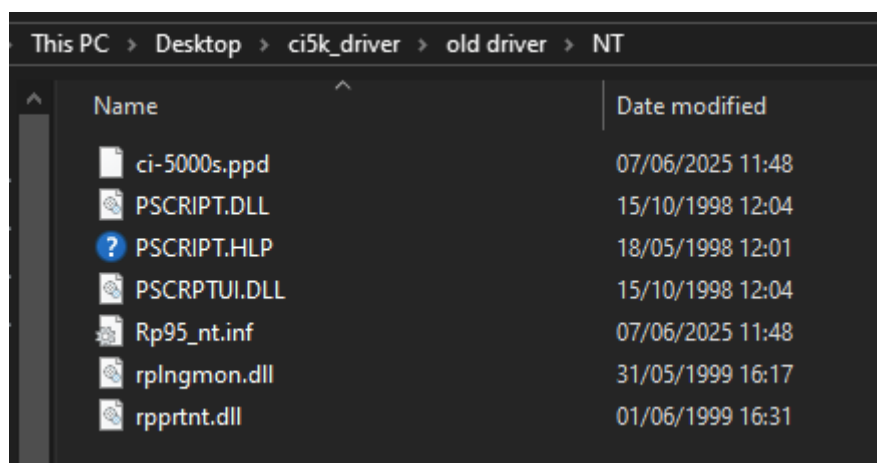 This PC > Desktop > ci5k_driver > old driver > NT
Name Date modified
ci-5000s.ppd 07/06/2025 11:48
PSCRIPT.DLL 15/10/1998 12:04
PSCRIPT.HLP 18/05/1998 12:01
PSCRPTUI.DLL 15/10/1998 12:04
Rp95_nt.inf 07/06/2025 11:48
rplngmon.dll 31/05/1999 16:17
rpprtnt.dll 01/06/1999 16:31